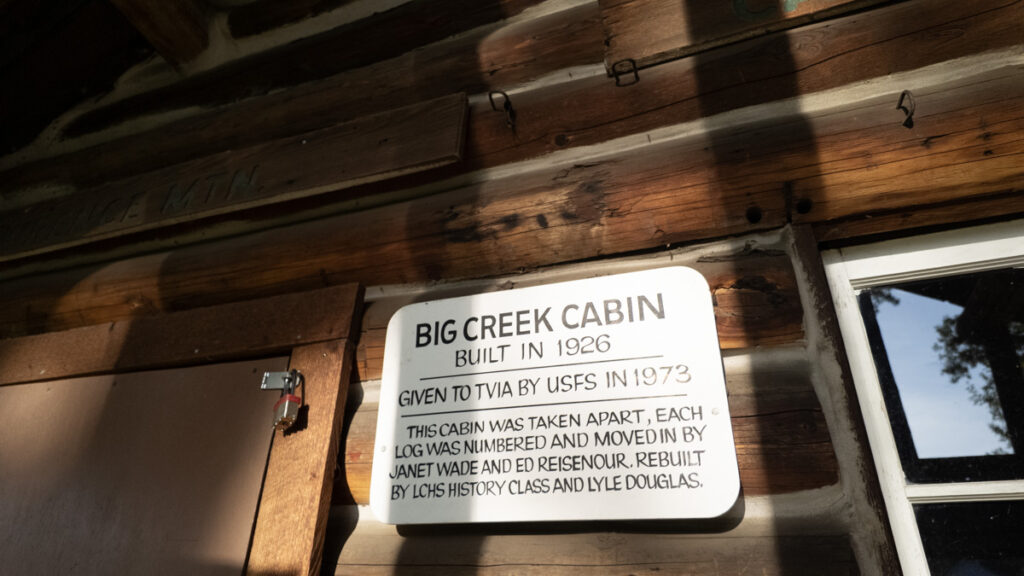 MTN.
BIG CREEK CABIN
BUILT IN 1926
GIVEN TO TVIA BY USFS IN 1973
THIS CABIN WAS TAKEN APART, EACH
LOG WAS NUMBERED AND MOVED IN BY
JANET WADE AND ED REISENOUR. REBUILT
BY LCHS HISTORY CLASS AND LYLE DOUGLAS.